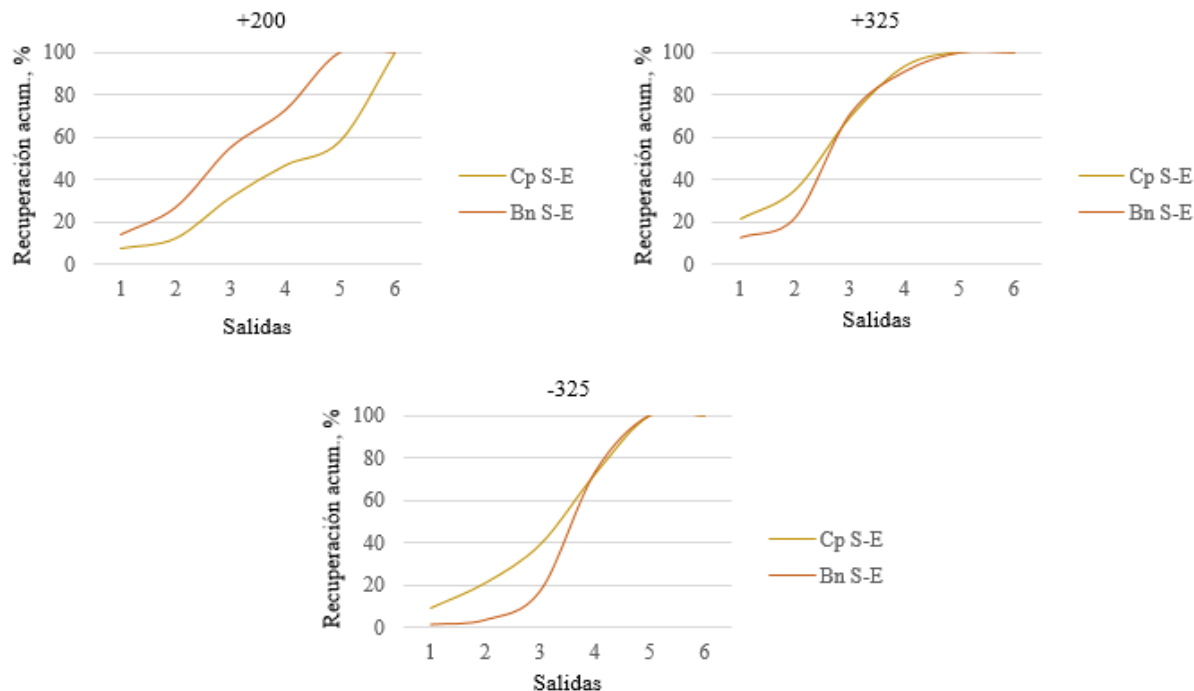 +200
Recuperación acum., %
100
80
60
40
20
0
1 2 3 4 5 6
Salidas
Cp S-E
Bn S-E
+325
Recuperación acum., %
100
80
60
40
20
0
1 2 3 4 5 6
Salidas
Cp S-E
Bn S-E
-325
Recuperación acum., %
100
80
60
40
20
0
1 2 3 4 5 6
Salidas
Cp S-E
Bn S-E